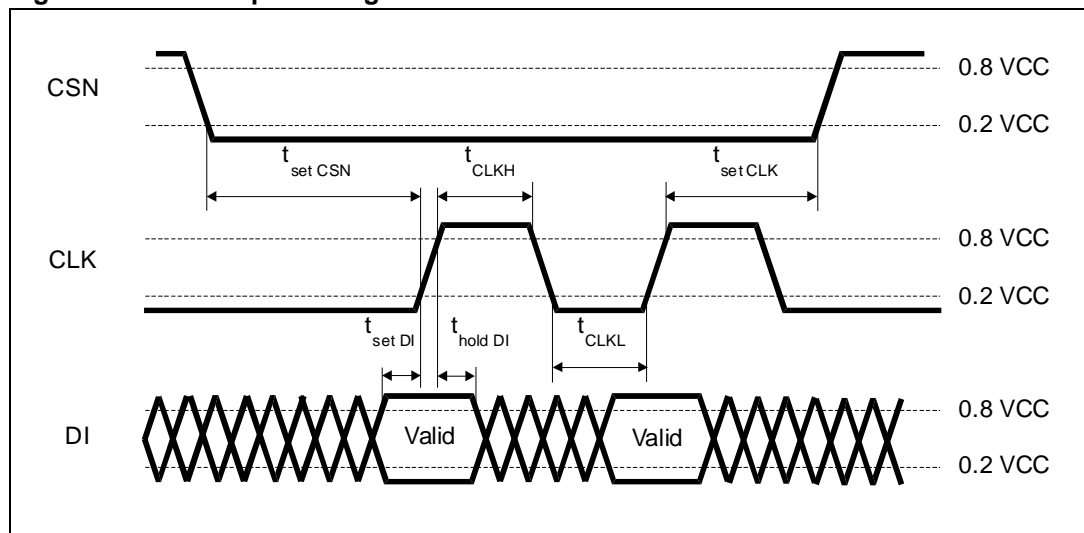 CSN
0.8 VCC
0.2 VCC
t set CSN
t CLKH
t set CLK
CLK
0.8 VCC
0.2 VCC
t set DI
t hold DI
t CLKL
DI
Valid
Valid
0.8 VCC
0.2 VCC